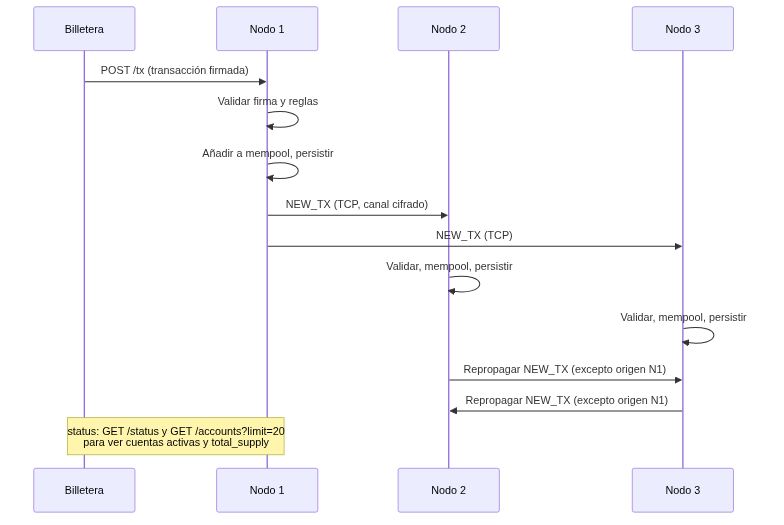 Billetera
Nodo 1
Nodo 2
Nodo 3
POST /tx (transacción firmada)
Validar firma y reglas
Añadir a mempool, persistir
NEW_TX (TCP, canal cifrado)
NEW_TX (TCP)
Validar, mempool, persistir
Validar, mempool, persistir
Repropagar NEW_TX (excepto origen N1)
Repropagar NEW_TX (excepto origen N1)
status: GET /status y GET /accounts?limit=20
para ver cuentas activas y total_supply
Billetera
Nodo 1
Nodo 2
Nodo 3